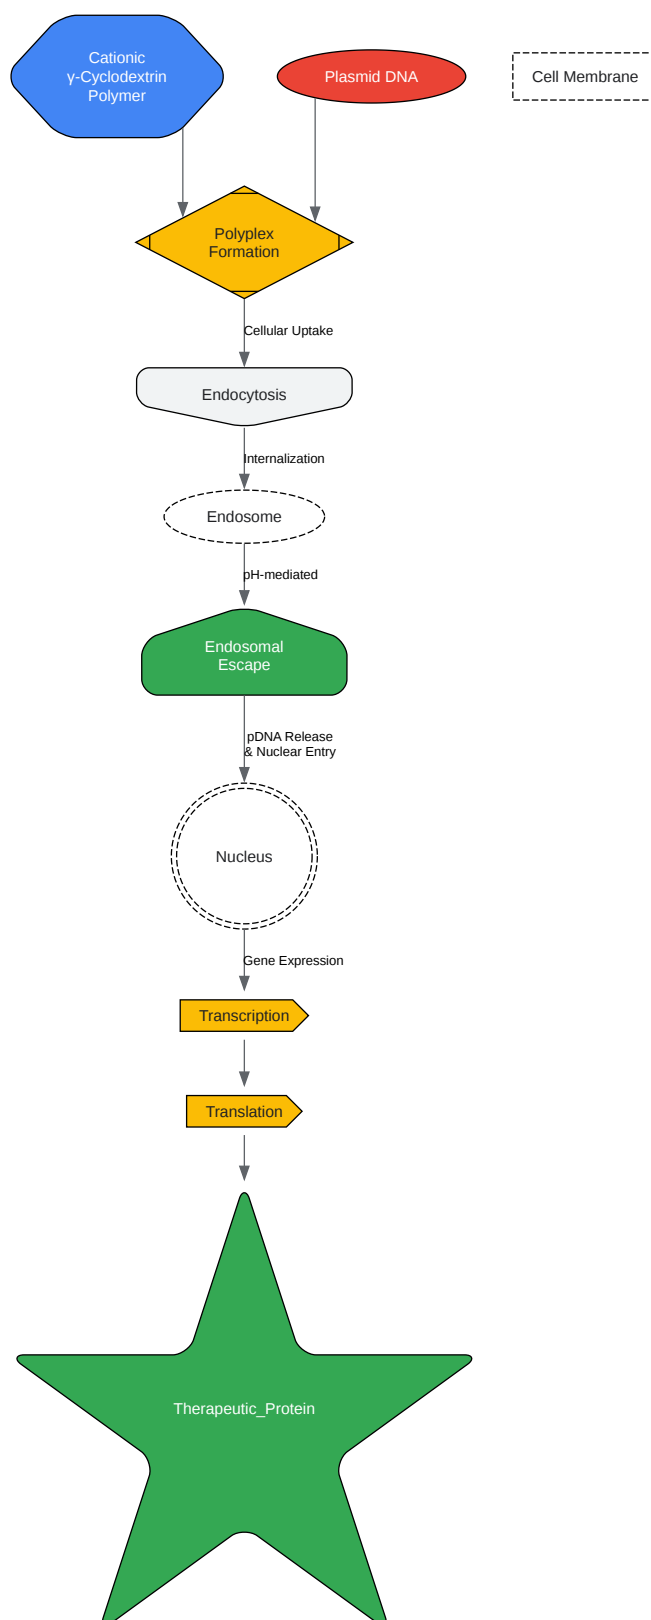 Cationic
γ-Cyclodextrin
Polymer
Plasmid DNA
Cell Membrane
Polyplex
Formation
Cellular Uptake
Endocytosis
Internalization
Endosome
pH-mediated
Endosomal
Escape
pDNA Release
& Nuclear Entry
Nucleus
Gene Expression
Transcription
Translation
Therapeutic_Protein